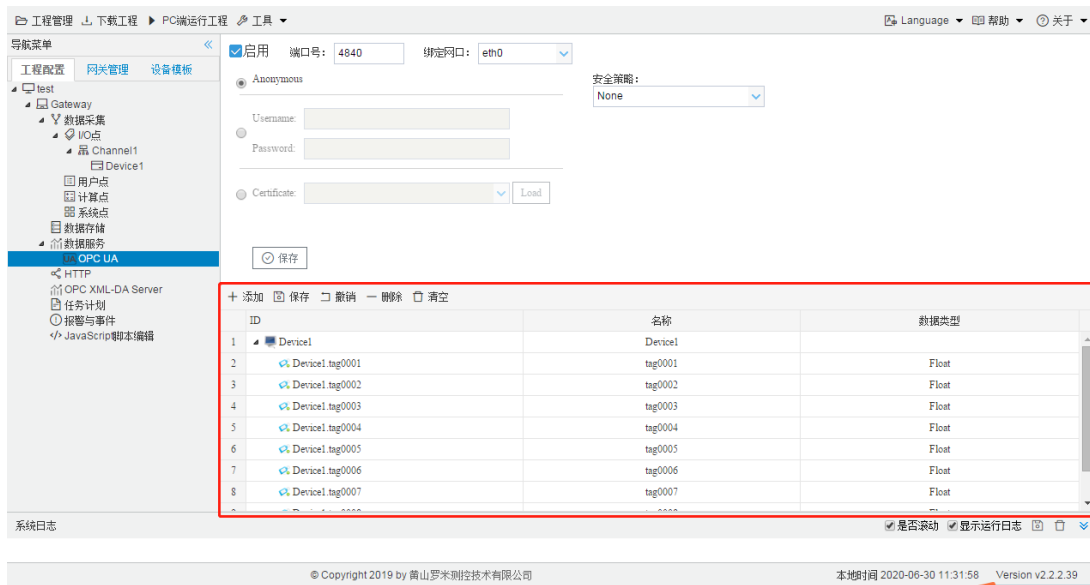 工程管理 下载工程 PC端运行工程 工具 Language 帮助 关于
导航菜单
工程配置 网关管理 设备模板
test
Gateway
数据采集
I/O点
Channel1
Device1
用户点
计算点
系统点
数据存储
数据服务
DA OPC UA
HTTP
OPC XML-DA Server
任务计划
报警与事件
JavaScrip脚本编辑
启用 端口号: 4840 绑定网口: eth0
Anonymous
安全策略:
None
Username:
Password:
Certificate: Load
保存
添加 保存 撤销 删除 清空
ID 名称 数据类型
1 Device1 Device1
2 Device1.tag0001 tag0001 Float
3 Device1.tag0002 tag0002 Float
4 Device1.tag0003 tag0003 Float
5 Device1.tag0004 tag0004 Float
6 Device1.tag0005 tag0005 Float
7 Device1.tag0006 tag0006 Float
8 Device1.tag0007 tag0007 Float
系统日志 是否滚动 显示运行日志
© Copyright 2019 by 黄山罗米测控技术有限公司 本地时间 2020-06-30 11:31:58 Version v2.2.2.39